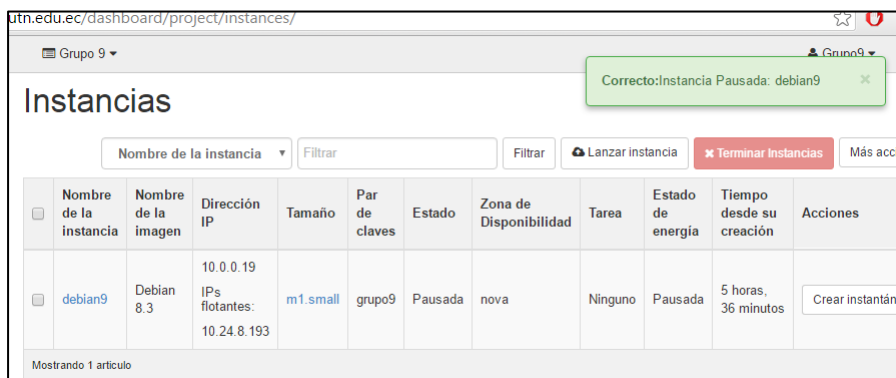 utn.edu.ec/dashboard/project/instances/
Grupo 9
Grupo9
Correcto:Instancia Pausada: debian9 ×
Instancias
Nombre de la instancia Filtrar Filtrar Lanzar instancia Terminar Instancias Más acc
Nombre de la instancia
Nombre de la imagen
Dirección IP
Tamaño
Par de claves
Estado
Zona de Disponibilidad
Tarea
Estado de energía
Tiempo desde su creación
Acciones
debian9
Debian 8.3
10.0.0.19
IPs flotantes:
10.24.8.193
m1.small
grupo9
Pausada
nova
Ninguno
Pausada
5 horas, 36 minutos
Crear instantán
Mostrando 1 articulo